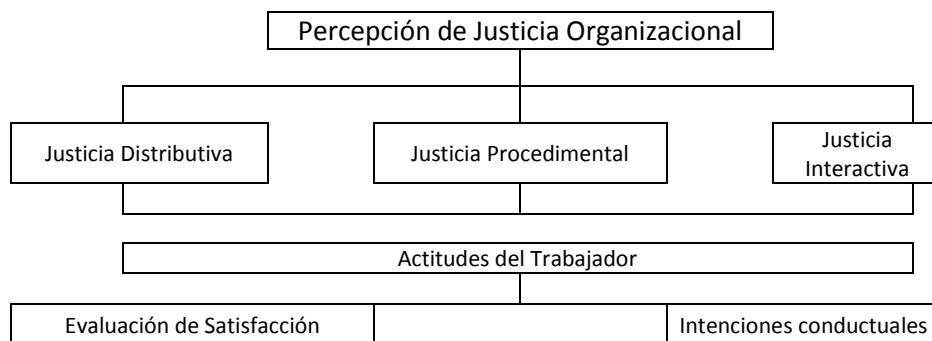 Percepción de Justicia Organizacional
Justicia Distributiva
Justicia Procedimental
Justicia
Interactiva
Actitudes del Trabajador
Evaluación de Satisfacción
Intenciones conductuales